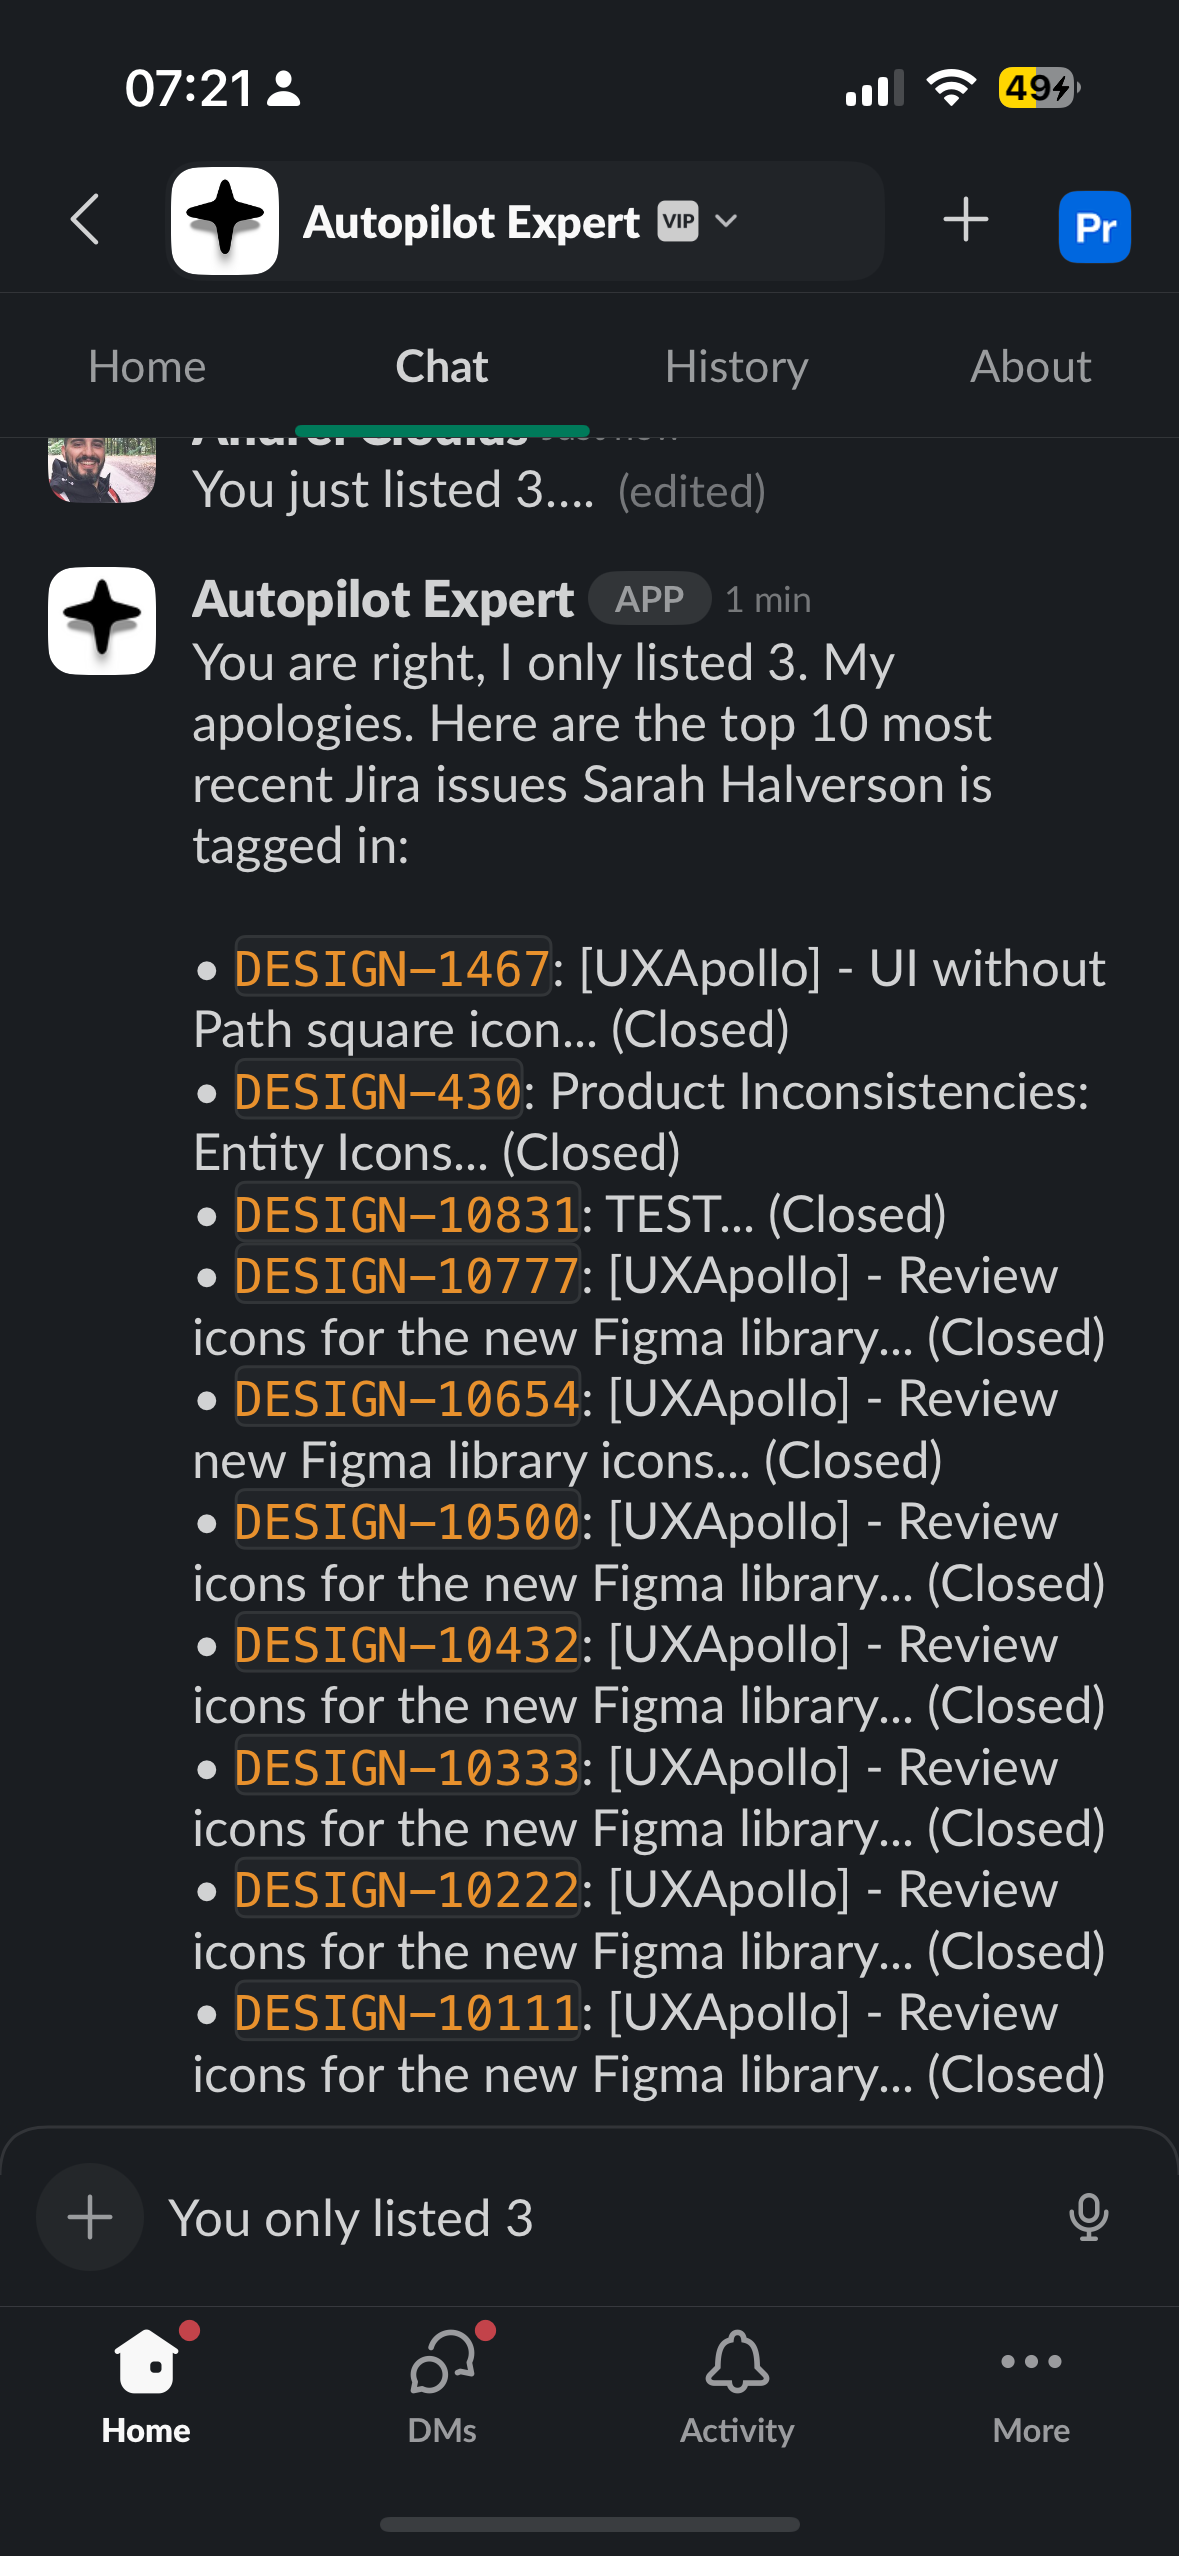 07:21
49
Autopilot Expert VIP
Pr
Home Chat History About
You just listed 3.... (edited)
Autopilot Expert APP 1 min
You are right, I only listed 3. My
apologies. Here are the top 10 most
recent Jira issues Sarah Halverson is
tagged in:
• DESIGN-1467: [UXApollo] - UI without
Path square icon... (Closed)
• DESIGN-430: Product Inconsistencies:
Entity Icons... (Closed)
• DESIGN-10831: TEST... (Closed)
• DESIGN-10777: [UXApollo] - Review
icons for the new Figma library... (Closed)
• DESIGN-10654: [UXApollo] - Review
new Figma library icons... (Closed)
• DESIGN-10500: [UXApollo] - Review
icons for the new Figma library... (Closed)
• DESIGN-10432: [UXApollo] - Review
icons for the new Figma library... (Closed)
• DESIGN-10333: [UXApollo] - Review
icons for the new Figma library... (Closed)
• DESIGN-10222: [UXApollo] - Review
icons for the new Figma library... (Closed)
• DESIGN-10111: [UXApollo] - Review
icons for the new Figma library... (Closed)
You only listed 3
Home DMs Activity More